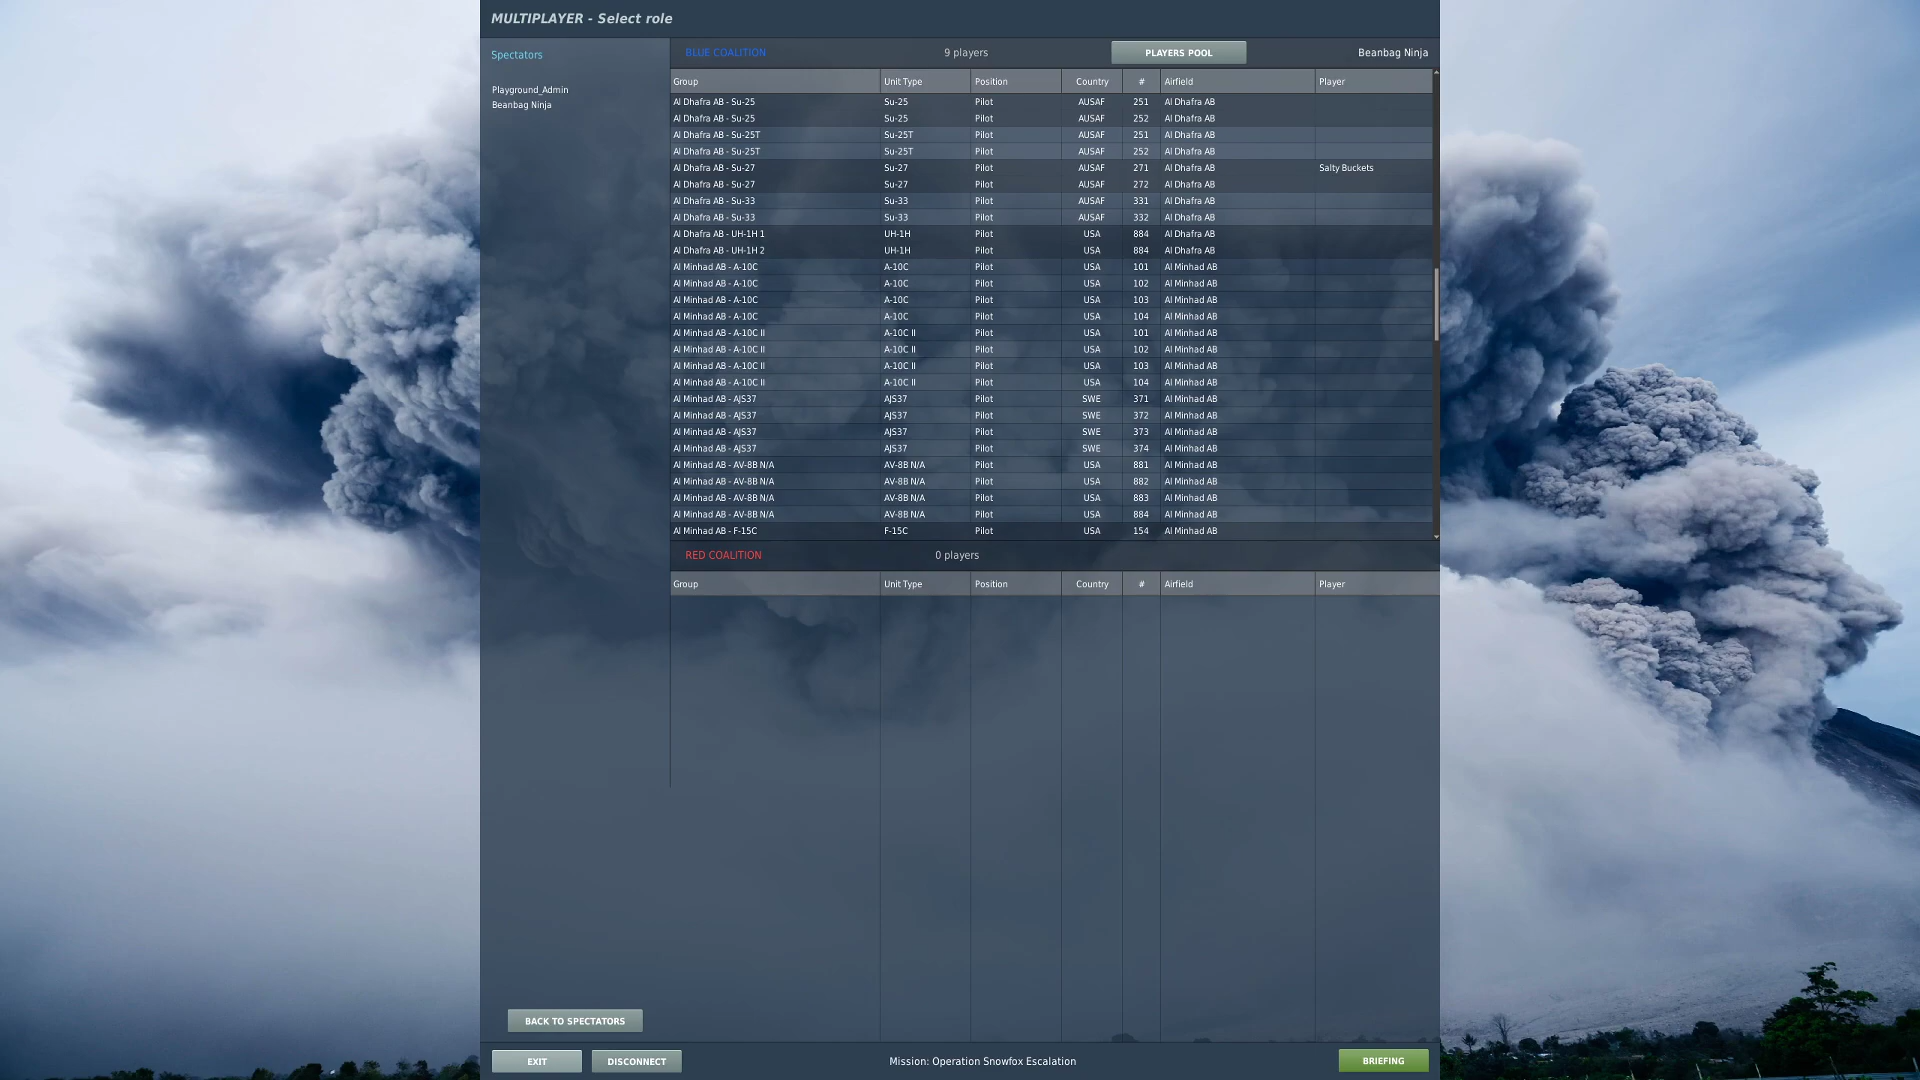 MULTIPLAYER - Select role
Spectators
Playground_Admin
Beanbag Ninja
BLUE COALITION 9 players PLAYERS POOL Beanbag Ninja
Group Unit Type Position Country # Airfield Player
Al Dhafra AB - Su-25 Su-25 Pilot AUSAF 251 Al Dhafra AB
Al Dhafra AB - Su-25 Su-25 Pilot AUSAF 252 Al Dhafra AB
Al Dhafra AB - Su-25T Su-25T Pilot AUSAF 251 Al Dhafra AB
Al Dhafra AB - Su-25T Su-25T Pilot AUSAF 252 Al Dhafra AB
Al Dhafra AB - Su-27 Su-27 Pilot AUSAF 271 Al Dhafra AB Salty Buckets
Al Dhafra AB - Su-27 Su-27 Pilot AUSAF 272 Al Dhafra AB
Al Dhafra AB - Su-33 Su-33 Pilot AUSAF 331 Al Dhafra AB
Al Dhafra AB - Su-33 Su-33 Pilot AUSAF 332 Al Dhafra AB
Al Dhafra AB - UH-1H 1 UH-1H Pilot USA 884 Al Dhafra AB
Al Dhafra AB - UH-1H 2 UH-1H Pilot USA 884 Al Dhafra AB
Al Minhad AB - A-10C A-10C Pilot USA 101 Al Minhad AB
Al Minhad AB - A-10C A-10C Pilot USA 102 Al Minhad AB
Al Minhad AB - A-10C A-10C Pilot USA 103 Al Minhad AB
Al Minhad AB - A-10C A-10C Pilot USA 104 Al Minhad AB
Al Minhad AB - A-10C II A-10C II Pilot USA 101 Al Minhad AB
Al Minhad AB - A-10C II A-10C II Pilot USA 102 Al Minhad AB
Al Minhad AB - A-10C II A-10C II Pilot USA 103 Al Minhad AB
Al Minhad AB - A-10C II A-10C II Pilot USA 104 Al Minhad AB
Al Minhad AB - AJS37 AJS37 Pilot SWE 371 Al Minhad AB
Al Minhad AB - AJS37 AJS37 Pilot SWE 372 Al Minhad AB
Al Minhad AB - AJS37 AJS37 Pilot SWE 373 Al Minhad AB
Al Minhad AB - AJS37 AJS37 Pilot SWE 374 Al Minhad AB
Al Minhad AB - AV-8B N/A AV-8B N/A Pilot USA 881 Al Minhad AB
Al Minhad AB - AV-8B N/A AV-8B N/A Pilot USA 882 Al Minhad AB
Al Minhad AB - AV-8B N/A AV-8B N/A Pilot USA 883 Al Minhad AB
Al Minhad AB - AV-8B N/A AV-8B N/A Pilot USA 884 Al Minhad AB
Al Minhad AB - F-15C F-15C Pilot USA 154 Al Minhad AB
RED COALITION 0 players
Group Unit Type Position Country # Airfield Player
BACK TO SPECTATORS
EXIT DISCONNECT Mission: Operation Snowfox Escalation BRIEFING